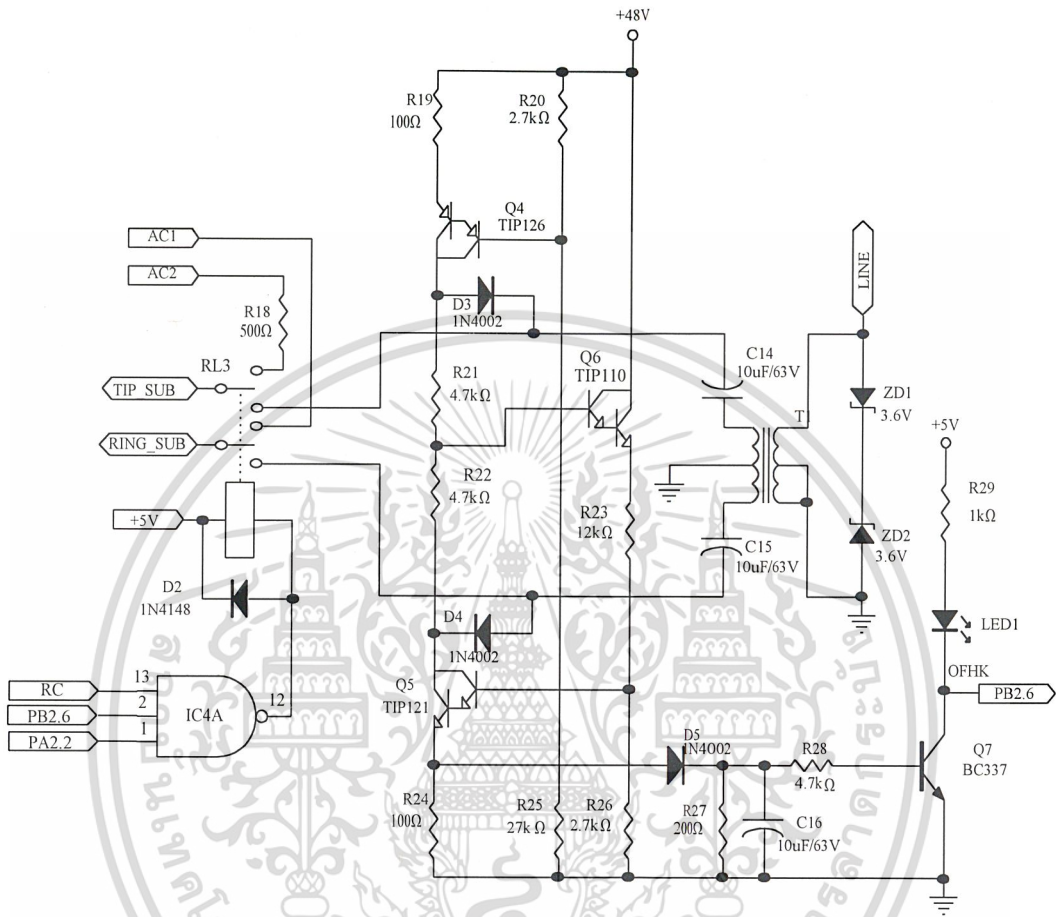 +48V
R19
100Ω
R20
2.7kΩ
Q4
TIP126
AC1
AC2
LINE
R18
500Ω
D3
1N4002
RL3
Q6
TIP110
C14
10uF/63V
TIP_SUB
R21
4.7kΩ
T1
ZD1
3.6V
+5V
RING_SUB
R22
4.7kΩ
R29
1kΩ
+5V
R23
12kΩ
ZD2
3.6V
C15
10uF/63V
D2
1N4148
D4
1N4002
LED1
OFHK
PB2.6
RC
13
PB2.6
2
PA2.2
1
IC4A
12
Q5
TIP121
D5
1N4002
R28
4.7kΩ
Q7
BC337
R24
100Ω
R25
27kΩ
R26
2.7kΩ
R27
200Ω
C16
10uF/63V